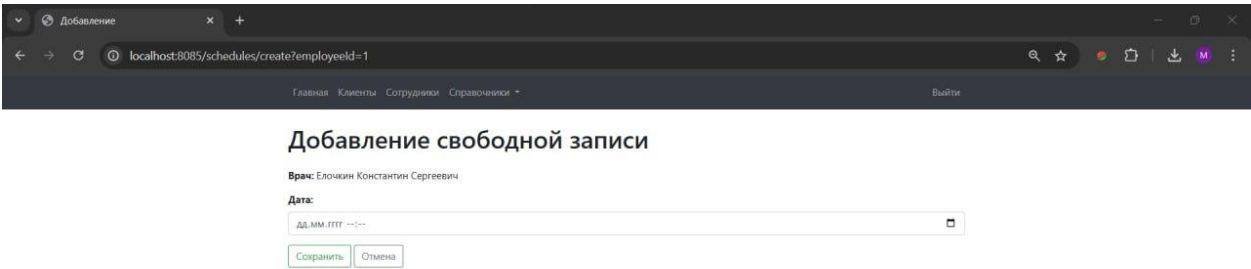 Добавление
localhost:8085/schedules/create?employeeId=1
M
Главная Клиенты Сотрудники Справочники Выйти
Добавление свободной записи
Врач: Елочкин Константин Сергеевич
Дата:
дд.мм.гггг --:--
Сохранить Отмена